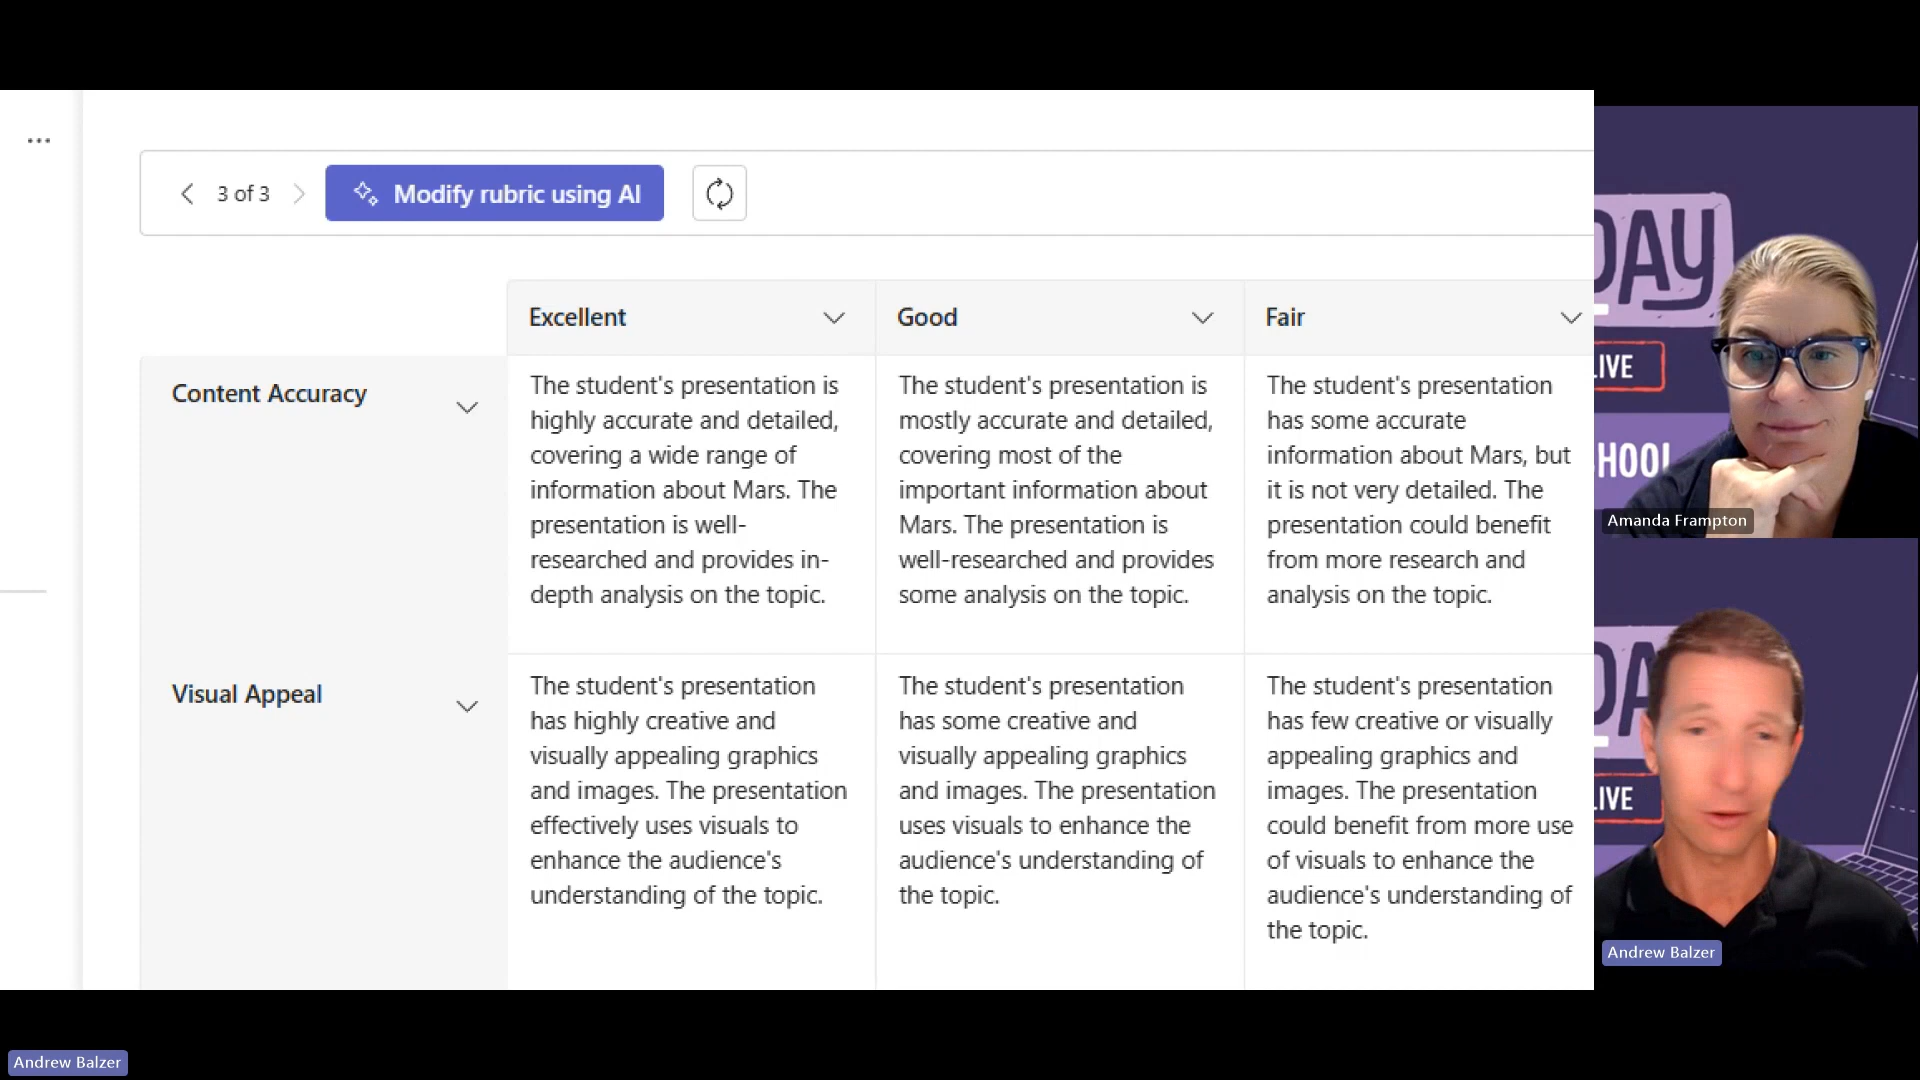 3 of 3
Modify rubric using AI
Excellent
Good
Fair
Content Accuracy
The student's presentation is
highly accurate and detailed,
covering a wide range of
information about Mars. The
presentation is well-
researched and provides in-
depth analysis on the topic.
The student's presentation is
mostly accurate and detailed,
covering most of the
important information about
Mars. The presentation is
well-researched and provides
some analysis on the topic.
The student's presentation
has some accurate
information about Mars, but
it is not very detailed. The
presentation could benefit
from more research and
analysis on the topic.
Visual Appeal
The student's presentation
has highly creative and
visually appealing graphics
and images. The presentation
effectively uses visuals to
enhance the audience's
understanding of the topic.
The student's presentation
has some creative and
visually appealing graphics
and images. The presentation
uses visuals to enhance the
audience's understanding of
the topic.
The student's presentation
has few creative or visually
appealing graphics and
images. The presentation
could benefit from more use
of visuals to enhance the
audience's understanding of
the topic.
DAY
LIVE
HOOL
Amanda Frampton
DA
LIVE
Andrew Balzer
Andrew Balzer